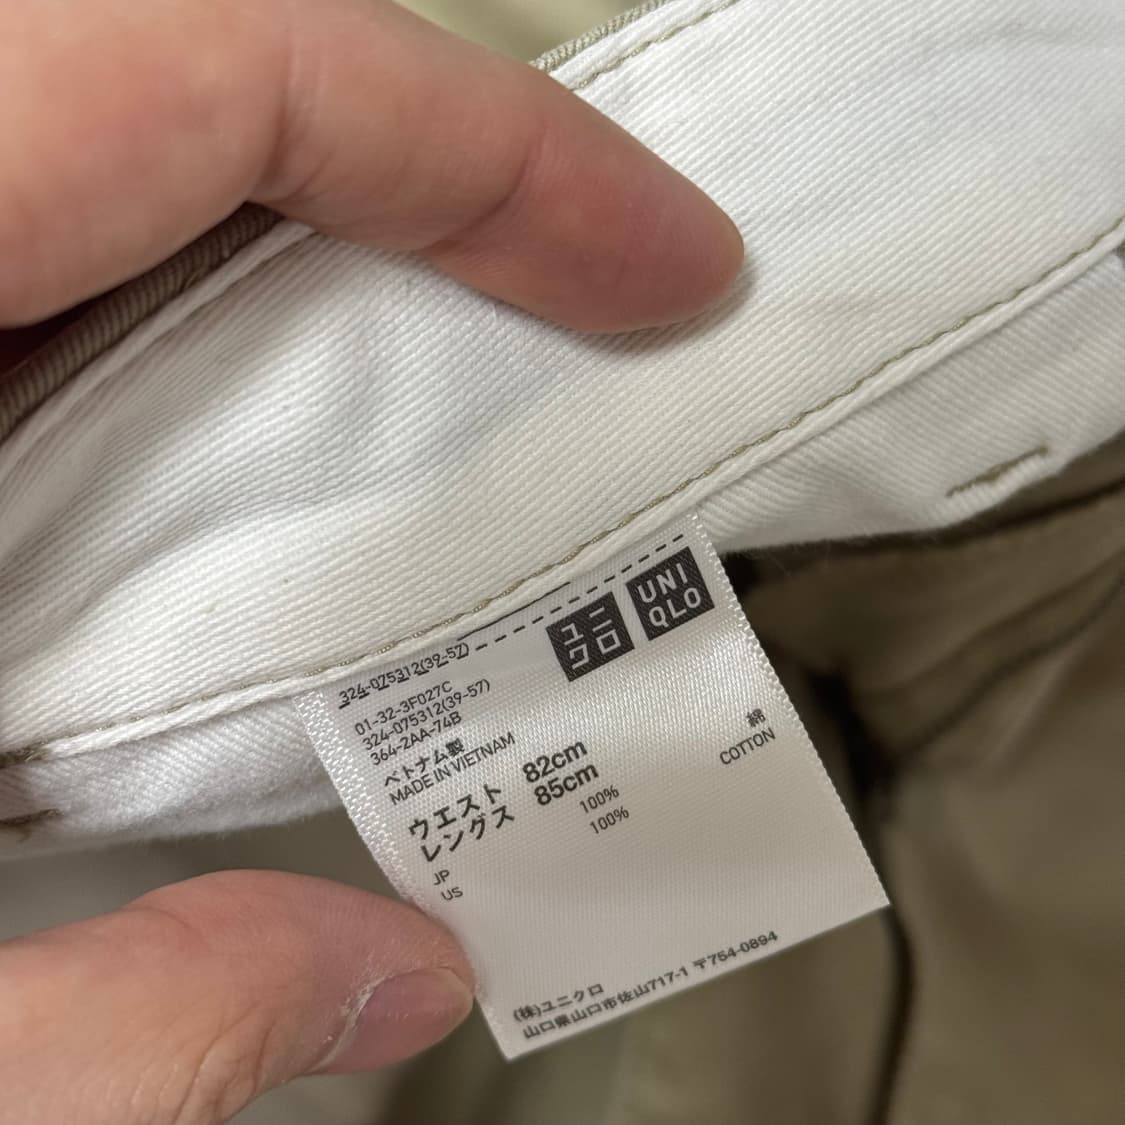 ユニ
クロ
UNI
QLO
324-075312(39-57)
01-32-3F027C
324-075312(39-57)
364-2AA-74B
ベトナム製
MADE IN VIETNAM
ウエスト 82cm
レングス 85cm
JP 100% 綿
US 100% COTTON
(株)ユニクロ
山口県山口市佐山717-1 〒754-0894